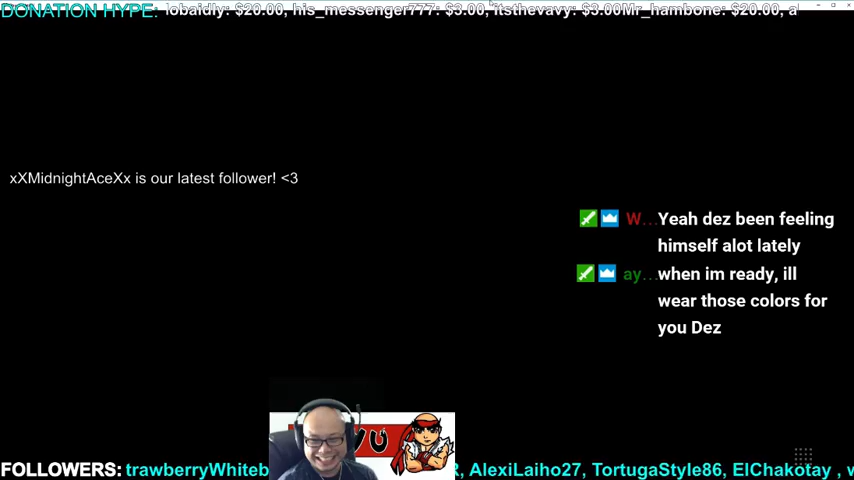 DONATION HYPE: lobaidly: $20.00, his_messenger777: $3.00, itsthevavy: $3.00Mr_hambone: $20.00, a
xXMidnightAceXx is our latest follower! <3
W... Yeah dez been feeling
himself alot lately
ay... when im ready, ill
wear those colors for
you Dez
YU
FOLLOWERS: trawberryWhiteb R, AlexiLaiho27, TortugaStyle86, ElChakotay , w